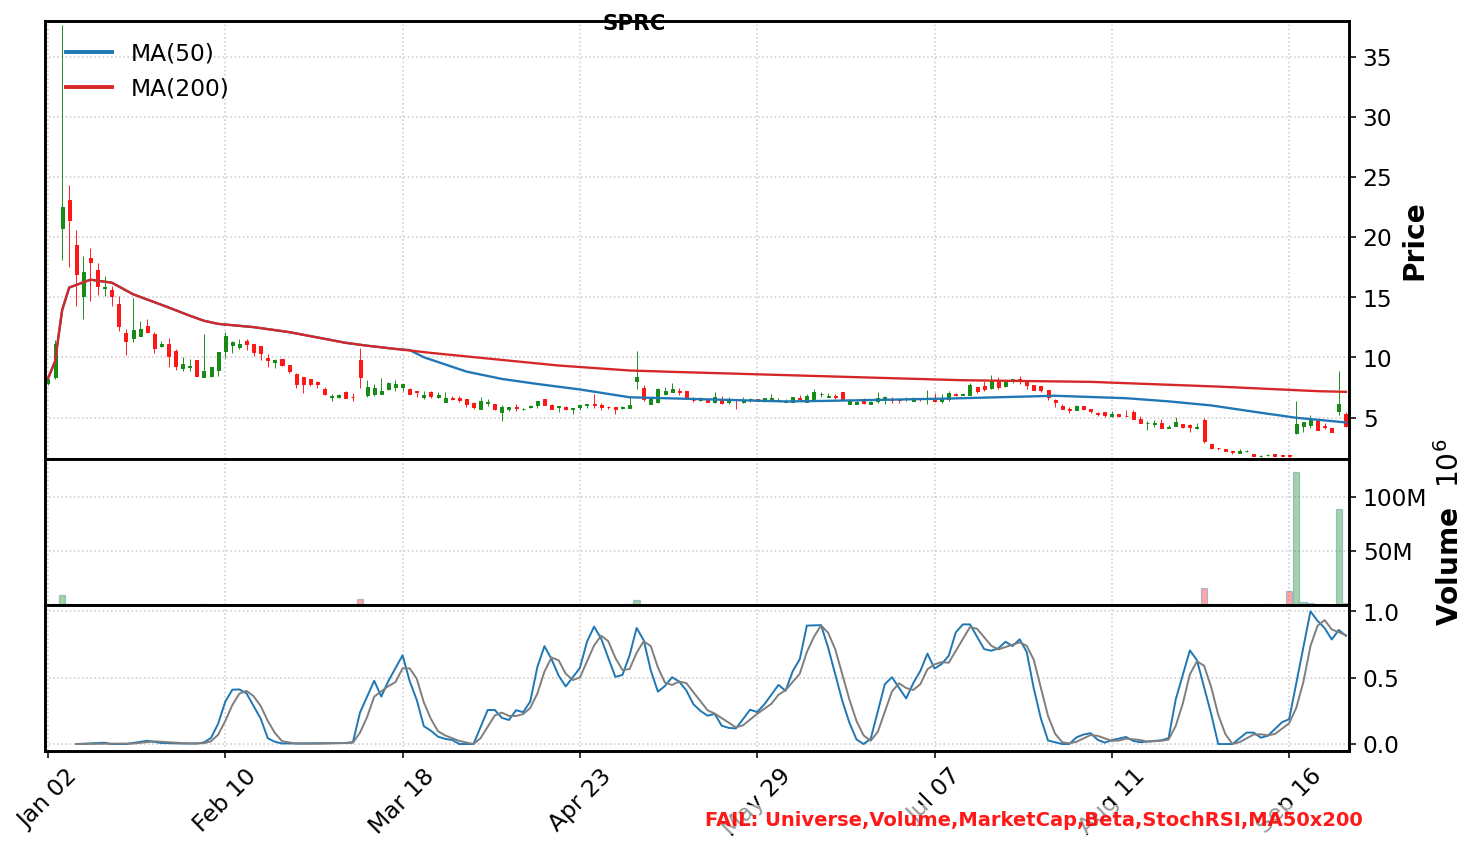 SPRC
MA(50)
MA(200)
35
30
25
20
15
10
5
Price
100M
50M
Volume 10^6
1.0
0.5
0.0
Jan 02
Feb 10
Mar 18
Apr 23
May 29
Jul 07
Aug 11
Sep 16
FAIL: Universe,Volume,MarketCap,Beta,StochRSI,MA50x200